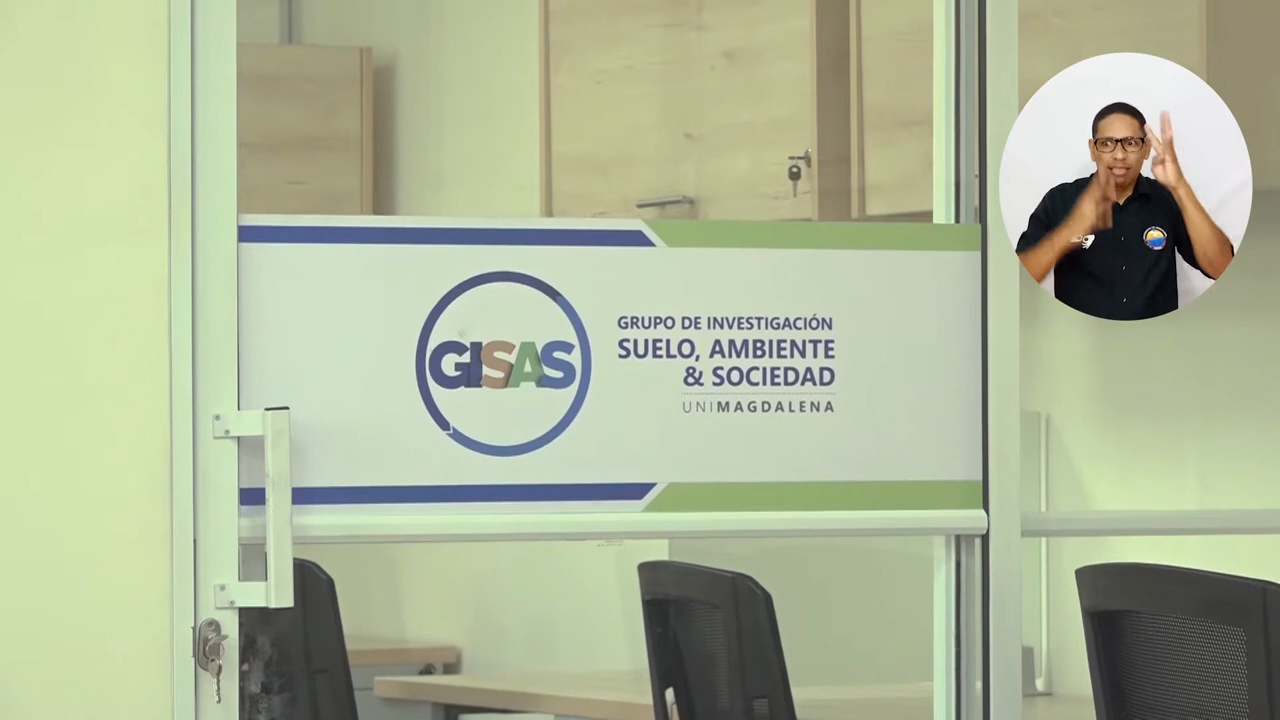 GISAS
GRUPO DE INVESTIGACIÓN
SUELO, AMBIENTE
& SOCIEDAD
UNIMAGDALENA